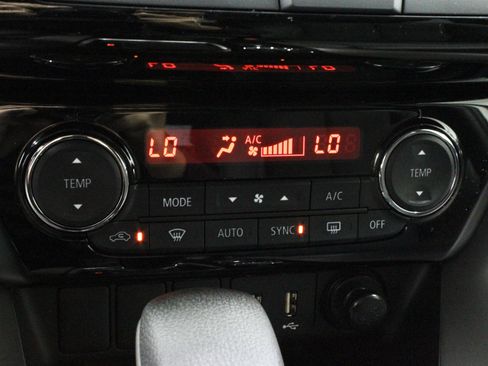 LO A/C LO
TEMP
TEMP
MODE
A/C
AUTO
SYNC
OFF